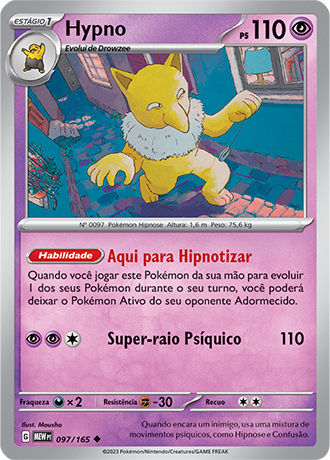 ESTÁGIO 1
Hypno
PS 110
Evolui de Drowzee
Nº 0097 Pokémon Hipnose Altura: 1,6 m Peso: 75,6 kg
Habilidade Aqui para Hipnotizar
Quando você jogar este Pokémon da sua mão para evoluir
1 dos seus Pokémon durante o seu turno, você poderá
deixar o Pokémon Ativo do seu oponente Adormecido.
Super-raio Psíquico 110
Fraqueza ×2 Resistência -30 Recuo
Ilust. Mousho
G MEW PT 097/165
Quando encara um inimigo, usa uma mistura de
movimentos psíquicos, como Hipnose e Confusão.
©2023 Pokémon/Nintendo/Creatures/GAME FREAK